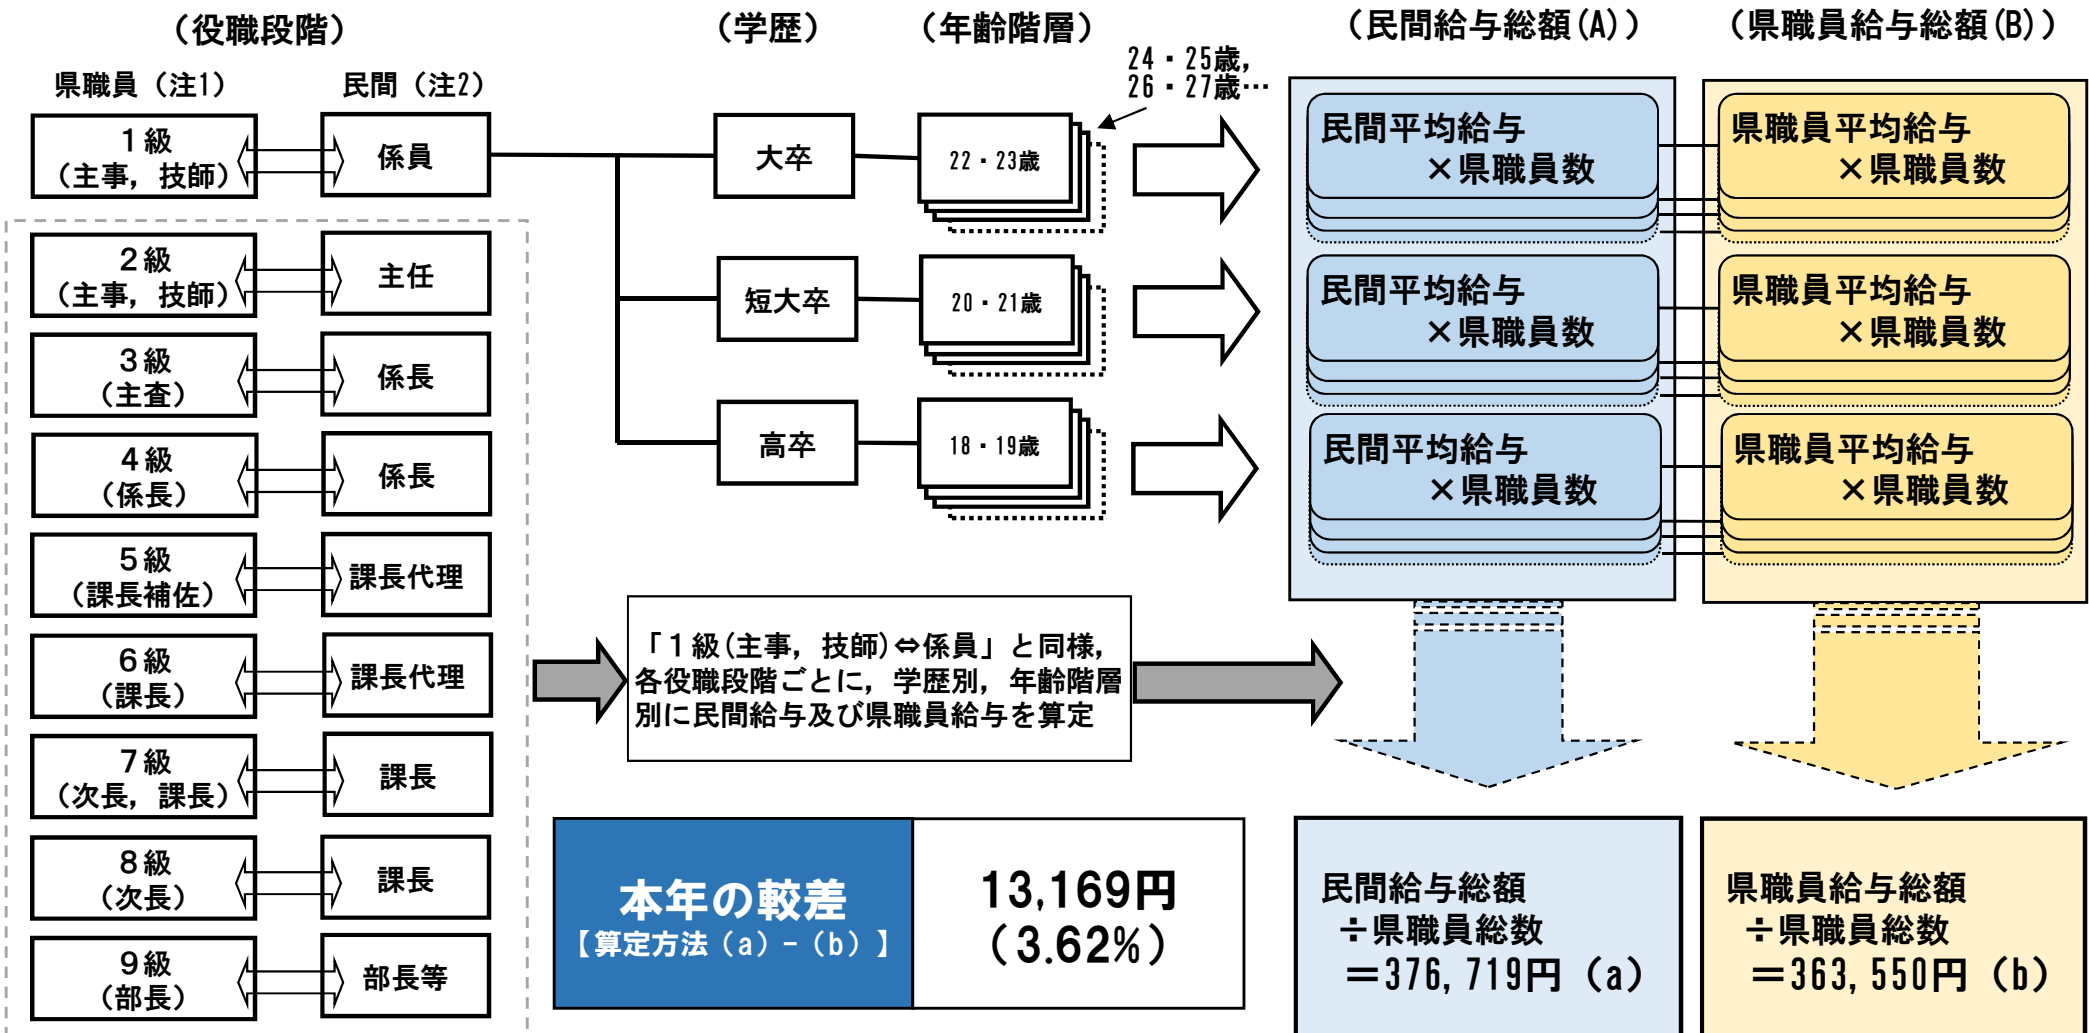 （役職段階）
（学歴）
（年齢階層）
（民間給与総額(A)）
（県職員給与総額(B)）
県職員（注1）
民間（注2）
24・25歳，
26・27歳…
１級
（主事，技師）
係員
大卒
22・23歳
民間平均給与
×県職員数
県職員平均給与
×県職員数
２級
（主事，技師）
主任
短大卒
20・21歳
民間平均給与
×県職員数
県職員平均給与
×県職員数
３級
（主査）
係長
４級
（係長）
係長
高卒
18・19歳
民間平均給与
×県職員数
県職員平均給与
×県職員数
５級
（課長補佐）
課長代理
６級
（課長）
課長代理
「１級(主事，技師)⇔係員」と同様，
各役職段階ごとに，学歴別，年齢階層
別に民間給与及び県職員給与を算定
７級
（次長，課長）
課長
８級
（次長）
課長
９級
（部長）
部長等
本年の較差
【算定方法（a）-（b）】
13,169円
（3.62%）
民間給与総額
÷県職員総数
＝376,719円（a）
県職員給与総額
÷県職員総数
＝363,550円（b）